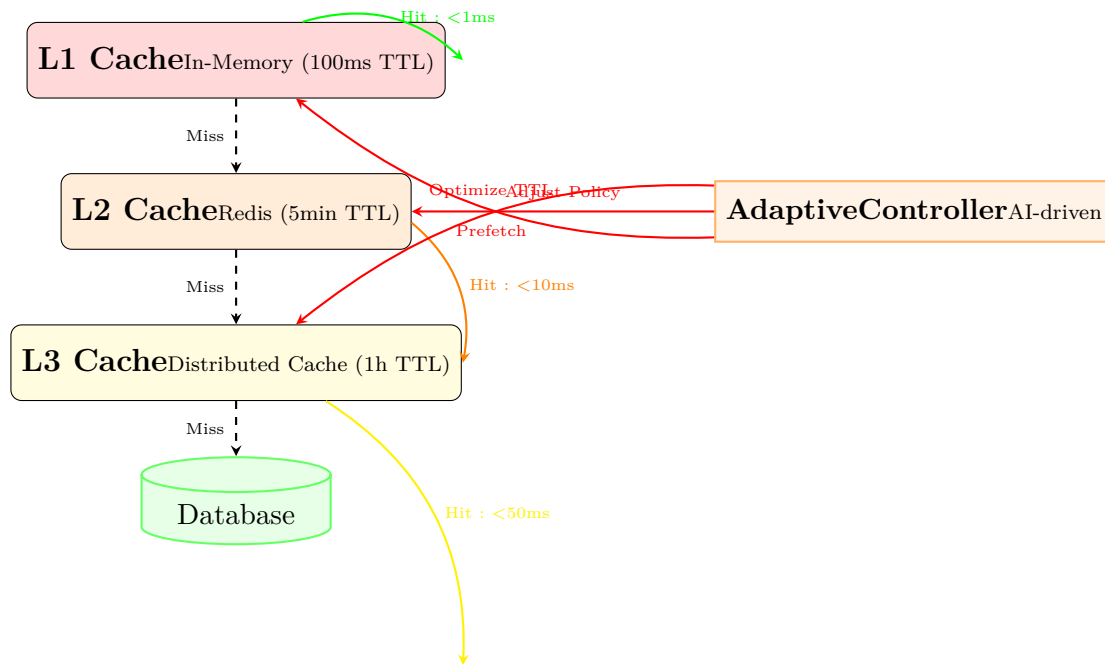 Hit : <1ms
L1 CacheIn-Memory (100ms TTL)
Miss
Optimize TTL
Adjust Policy
L2 CacheRedis (5min TTL)
AdaptiveControllerAI-driven
Prefetch
Miss
Hit : <10ms
L3 CacheDistributed Cache (1h TTL)
Miss
Database
Hit : <50ms